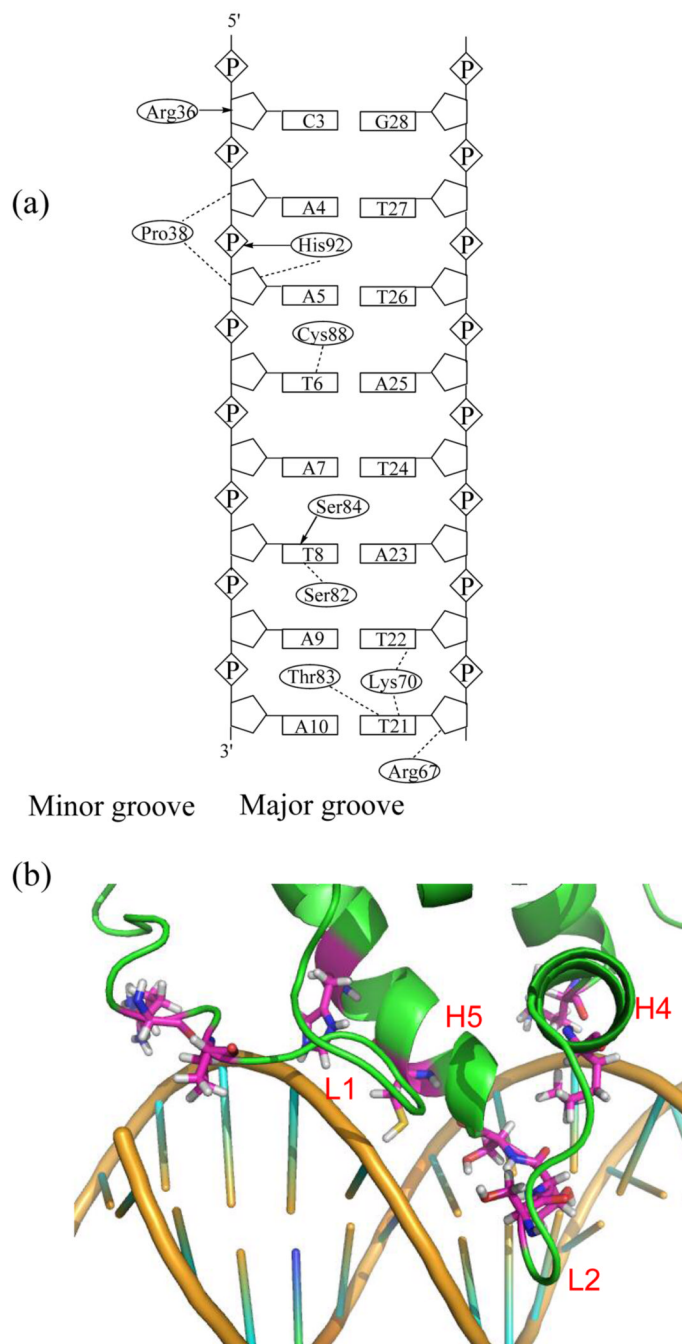 (a)
5'
P P
Arg36 C3 G28
P P
A4 T27
Pro38 P His92 P
A5 T26
P Cys88 P
T6 A25
P P
A7 T24
P Ser84 P
T8 A23
P Ser82 P
A9 T22
P Thr83 Lys70 P
A10 T21
3' Arg67
Minor groove Major groove
(b)
H5 H4
L1
L2